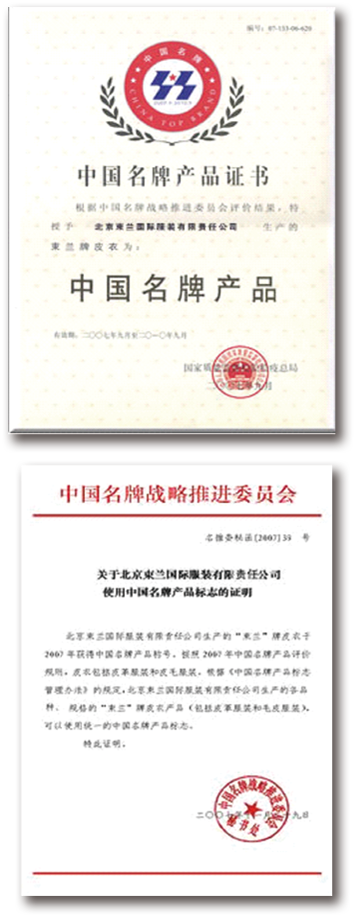 编号：07-133-06-620
中国名牌
CHINA TOP BRAND
中国名牌产品证书
根据中国名牌战略推进委员会评价结果，特
授予 北京束兰国际服装有限责任公司 生产的
束兰牌皮衣为：
中国名牌产品
有效期：二〇〇七年九月至二〇一〇年九月
国家质量监督检验检疫总局
二〇〇七年九月
中国名牌战略推进委员会
名推委秘函[2007]39 号
关于北京束兰国际服装有限责任公司
使用中国名牌产品标志的证明
北京束兰国际服装有限责任公司生产的“束兰”牌皮衣于
2007年获得中国名牌产品称号。按照2007年中国名牌产品评价
规则，皮衣包括皮革服装和皮毛服装。根据《中国名牌产品标志
管理办法》的规定，北京束兰国际服装有限责任公司生产的各品
种、规格的“束兰”牌皮衣产品（包括皮革服装和毛皮服装），
可以使用统一的中国名牌产品标志。
特此证明。
中国名牌战略推进委员会
秘书处